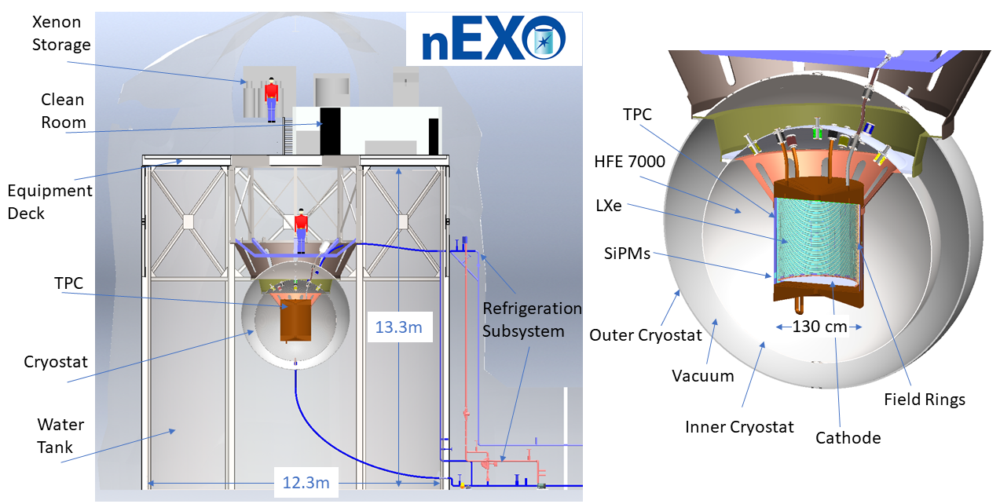 Xenon
Storage
nEXO
Clean
Room
Equipment
Deck
TPC
13.3m
Refrigeration
Subsystem
Cryostat
Water
Tank
12.3m
TPC
HFE 7000
LXe
SiPMs
130 cm
Outer Cryostat
Vacuum
Field Rings
Inner Cryostat
Cathode